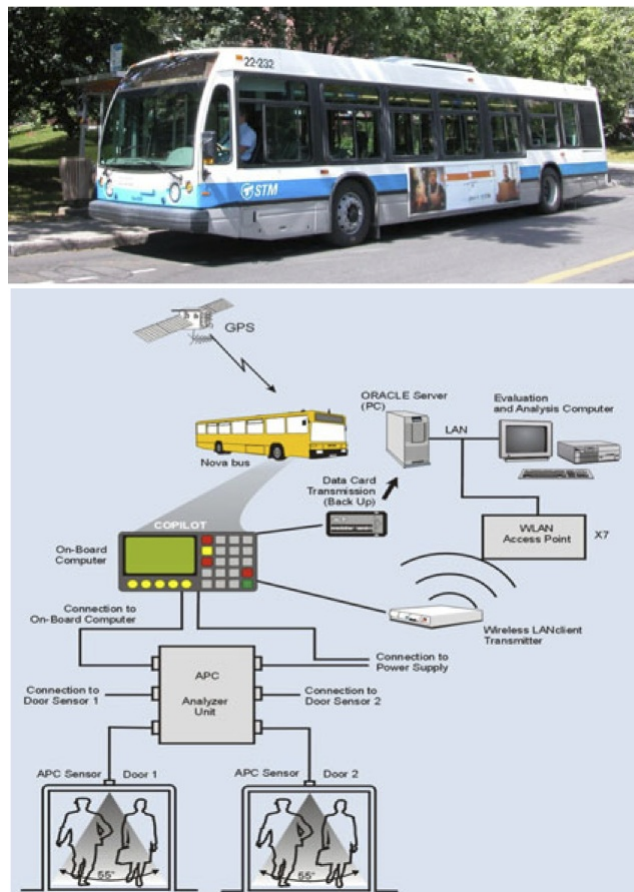 22-232
STM
GPS
Nova bus
ORACLE Server
(PC)
LAN
Evaluation
and Analysis Computer
Data Card
Transmission
(Back Up)
WLAN
Access Point
X7
COPILOT
On-Board
Computer
Wireless LANclient
Transmitter
Connection to
On-Board Computer
Connection to
Power Supply
APC
Analyzer
Unit
Connection to
Door Sensor 1
Connection to
Door Sensor 2
APC Sensor
Door 1
APC Sensor
Door 2
55°
55°